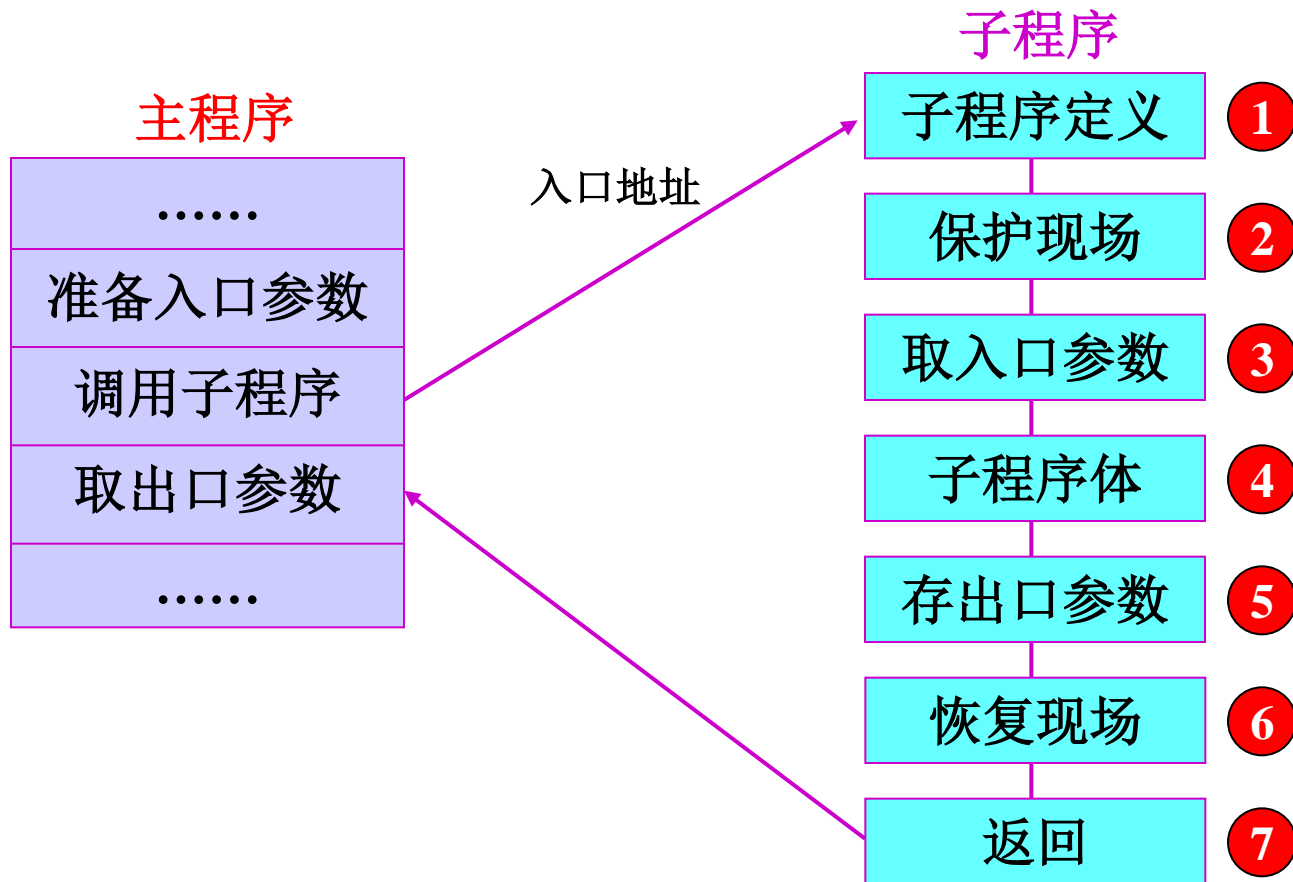 主程序
……
准备入口参数
调用子程序
取出口参数
……
入口地址
子程序
子程序定义
1
保护现场
2
取入口参数
3
子程序体
4
存出口参数
5
恢复现场
6
返回
7